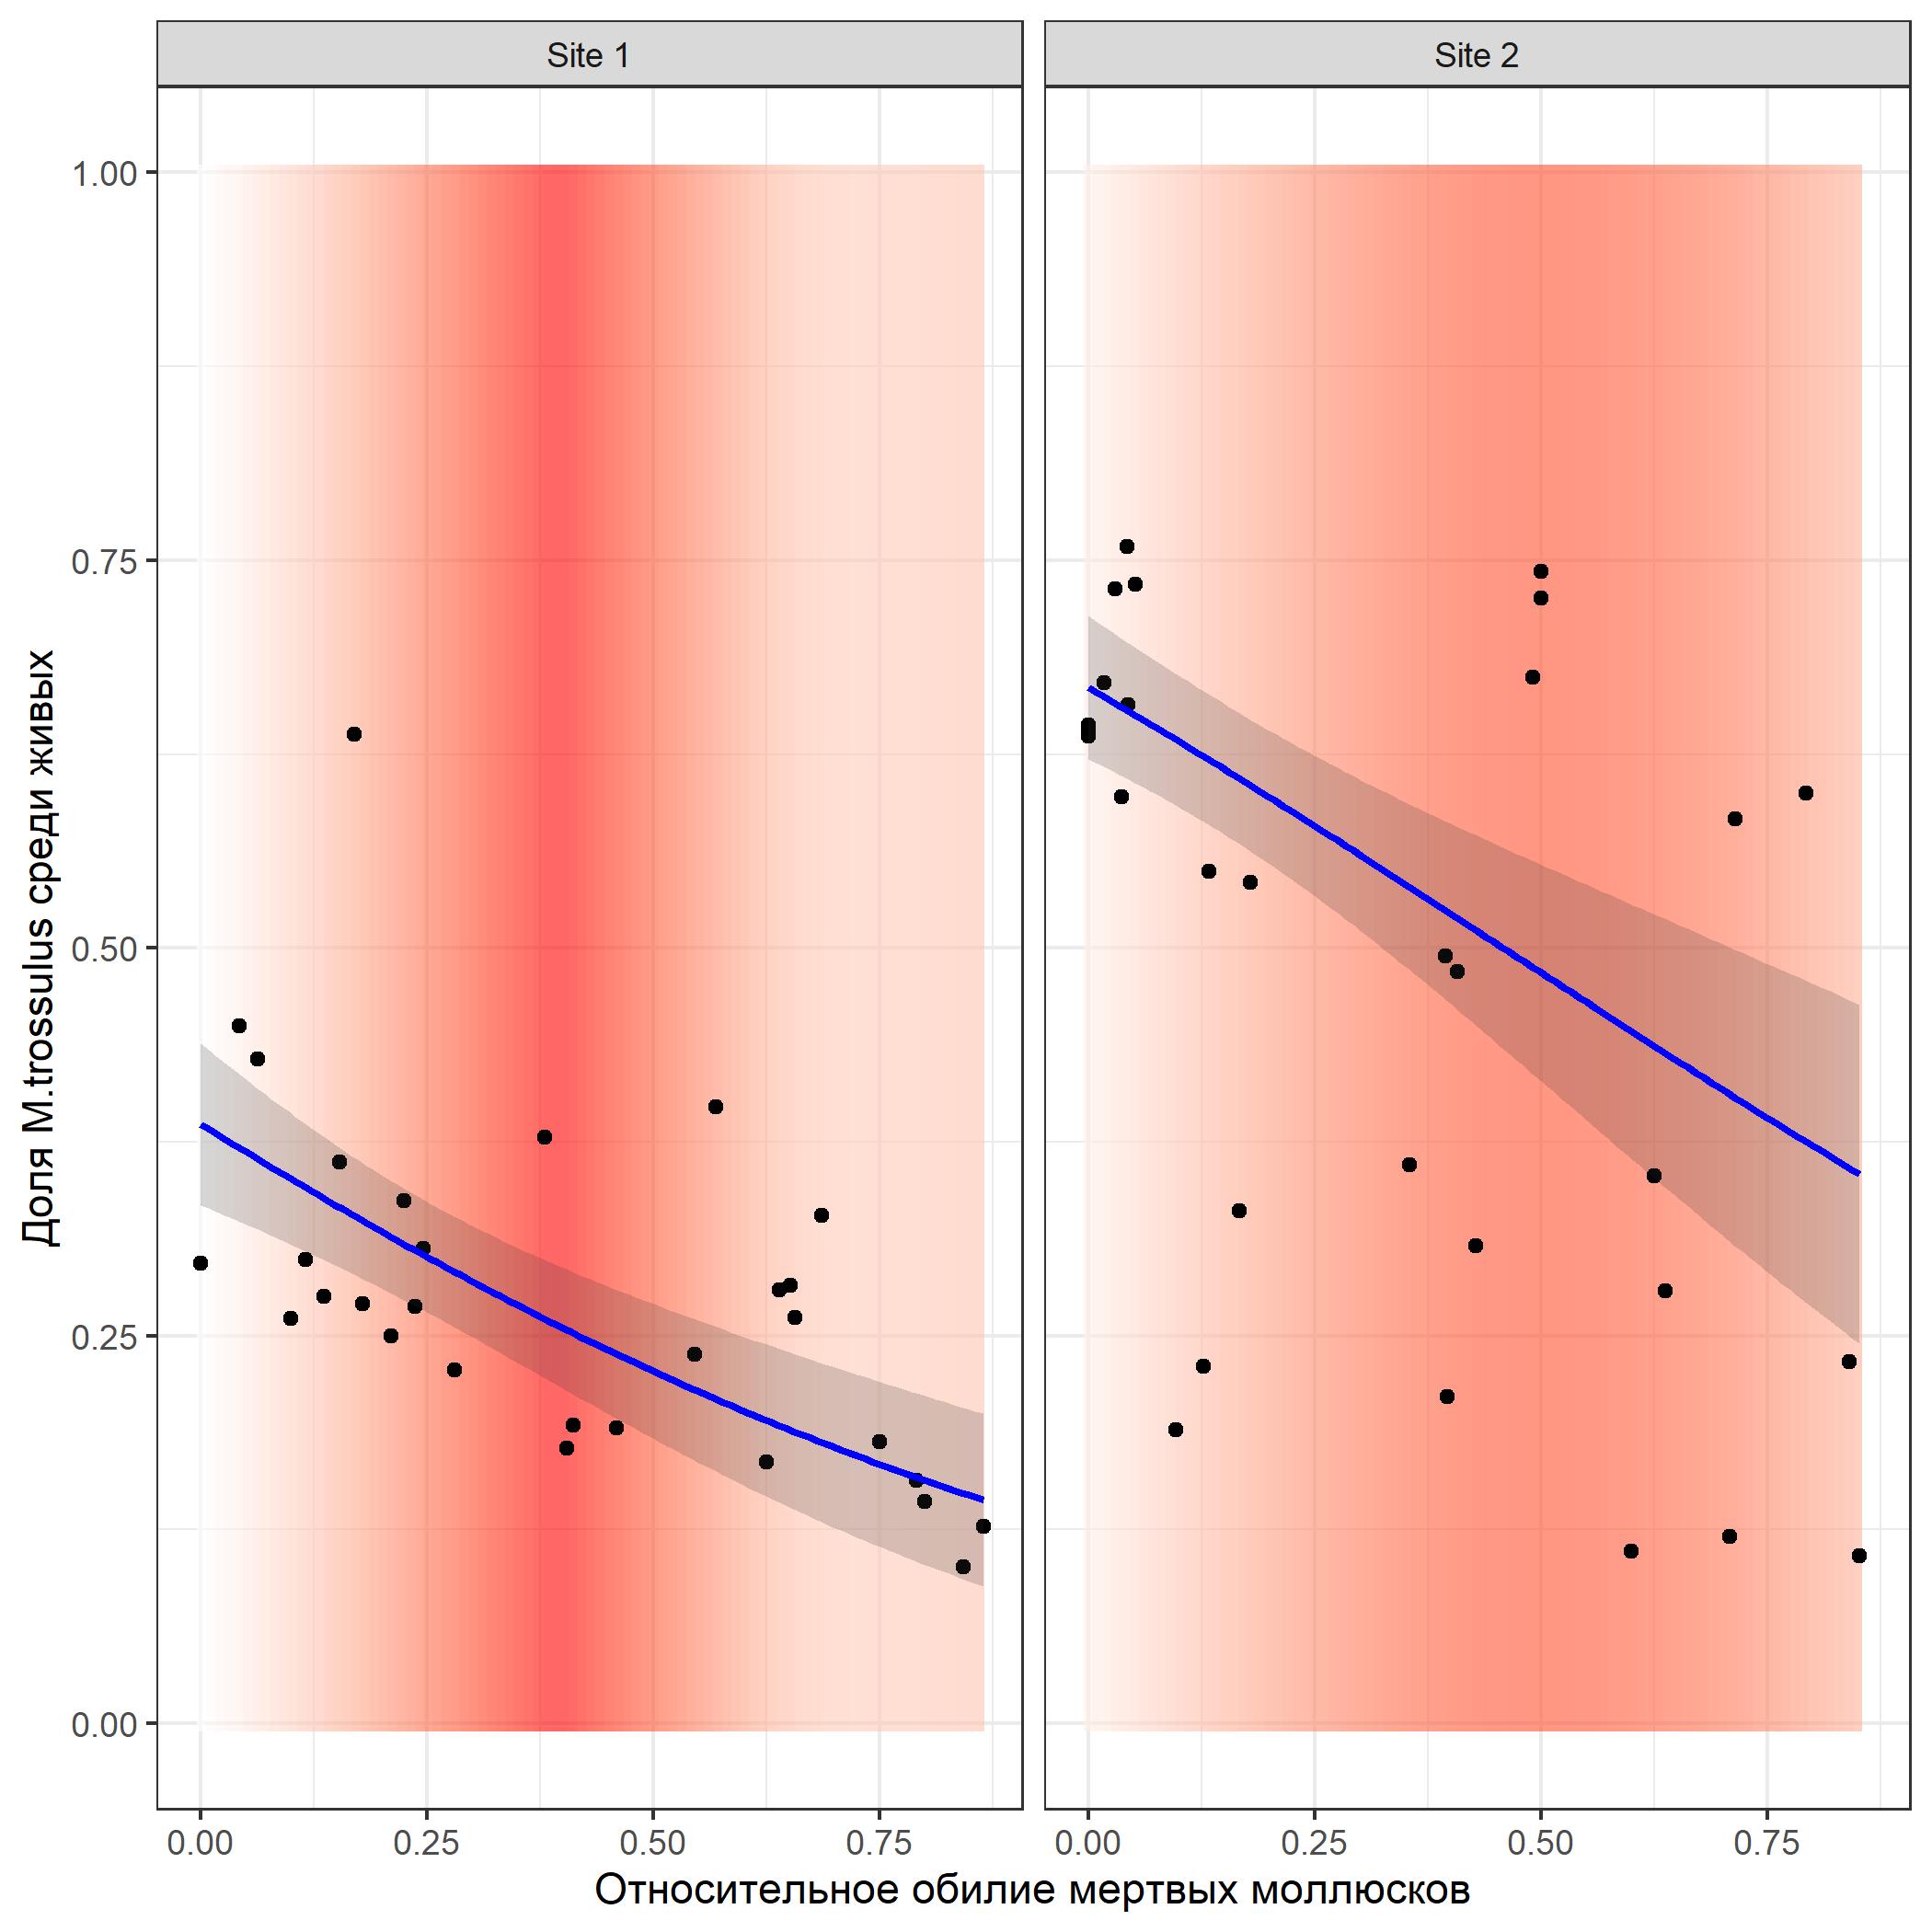 Site 1
Site 2
1.00
0.75
0.50
0.25
0.00
Доля M.trossulus среди живых
0.00 0.25 0.50 0.75
0.00 0.25 0.50 0.75
Относительное обилие мертвых моллюсков